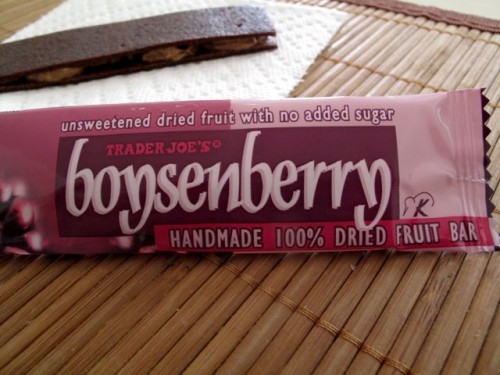 unsweetened dried fruit with no added sugar
TRADER JOE'S®
boysenberry
K
HANDMADE 100% DRIED FRUIT BAR